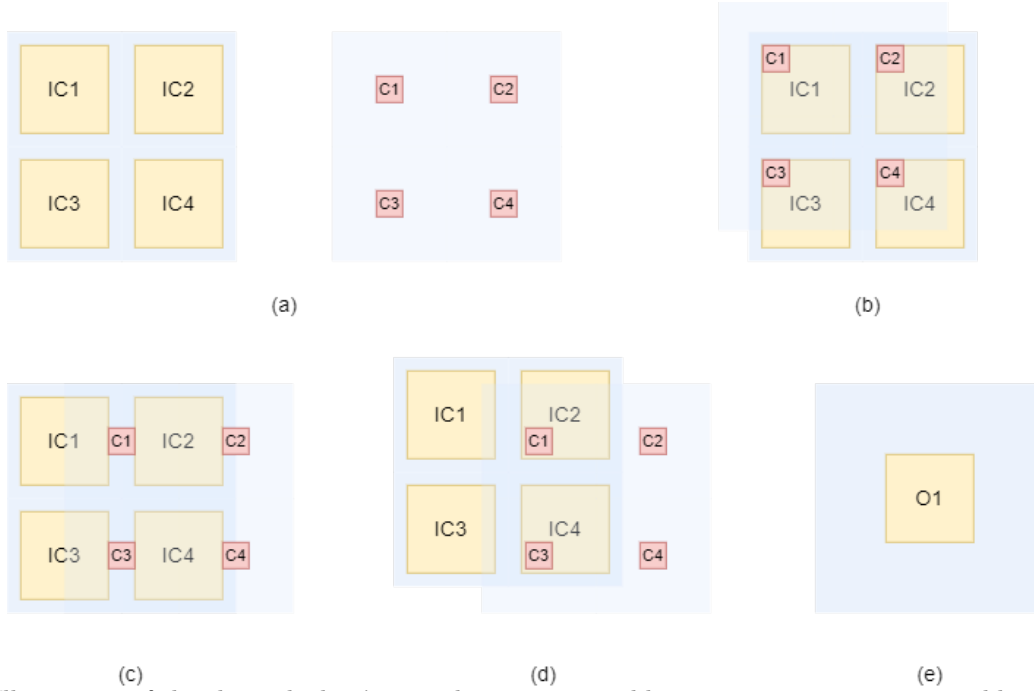 IC1 IC2
C1 C2
IC3 IC4
C3 C4
(a)
C1 C2
IC1 IC2
C3 C4
IC3 IC4
(b)
IC1 C1 IC2 C2
IC3 C3 IC4 C4
(c)
IC1 IC2
C1 C2
IC3 IC4
C3 C4
(d)
O1
(e)